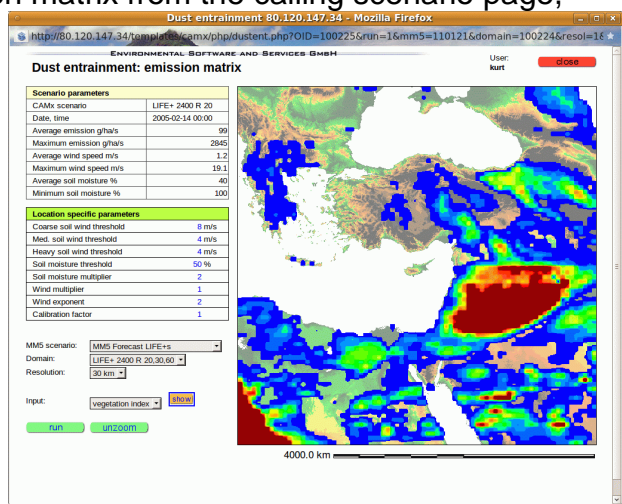 on matrix from the calling scenario page,
Dust entrainment 80.120.147.34 - Mozilla Firefox
http://80.120.147.34/templates/camx/php/dustent.php?OID=100225&run=1&mm5=110121&domain=100224&resol=18
ENVIRONMENTAL SOFTWARE AND SERVICES GMBH
Dust entrainment: emission matrix
User:
kurt
close
Scenario parameters
CAMx scenario LIFE+ 2400 R 20
Date, time 2005-02-14 00:00
Average emission g/ha/s 99
Maximum emission g/ha/s 2845
Average wind speed m/s 1.2
Maximum wind speed m/s 19.1
Average soil moisture % 40
Minimum soil moisture % 100
Location specific parameters
Coarse soil wind threshold 8 m/s
Med. soil wind threshold 4 m/s
Heavy soil wind threshold 4 m/s
Soil moisture threshold 50 %
Soil moisture multiplier 2
Wind multiplier 1
Wind exponent 2
Calibration factor 1
MM5 scenario: MM5 Forecast LIFE+s
Domain: LIFE+ 2400 R 20,30,60
Resolution: 30 km
Input: vegetation index show
run unzoom
4000.0 km